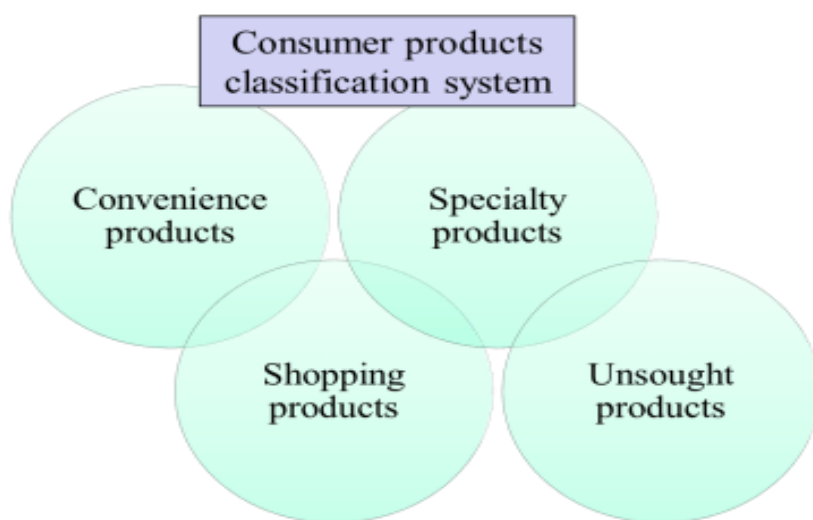 Consumer products
classification system
Convenience
products
Specialty
products
Shopping
products
Unsought
products